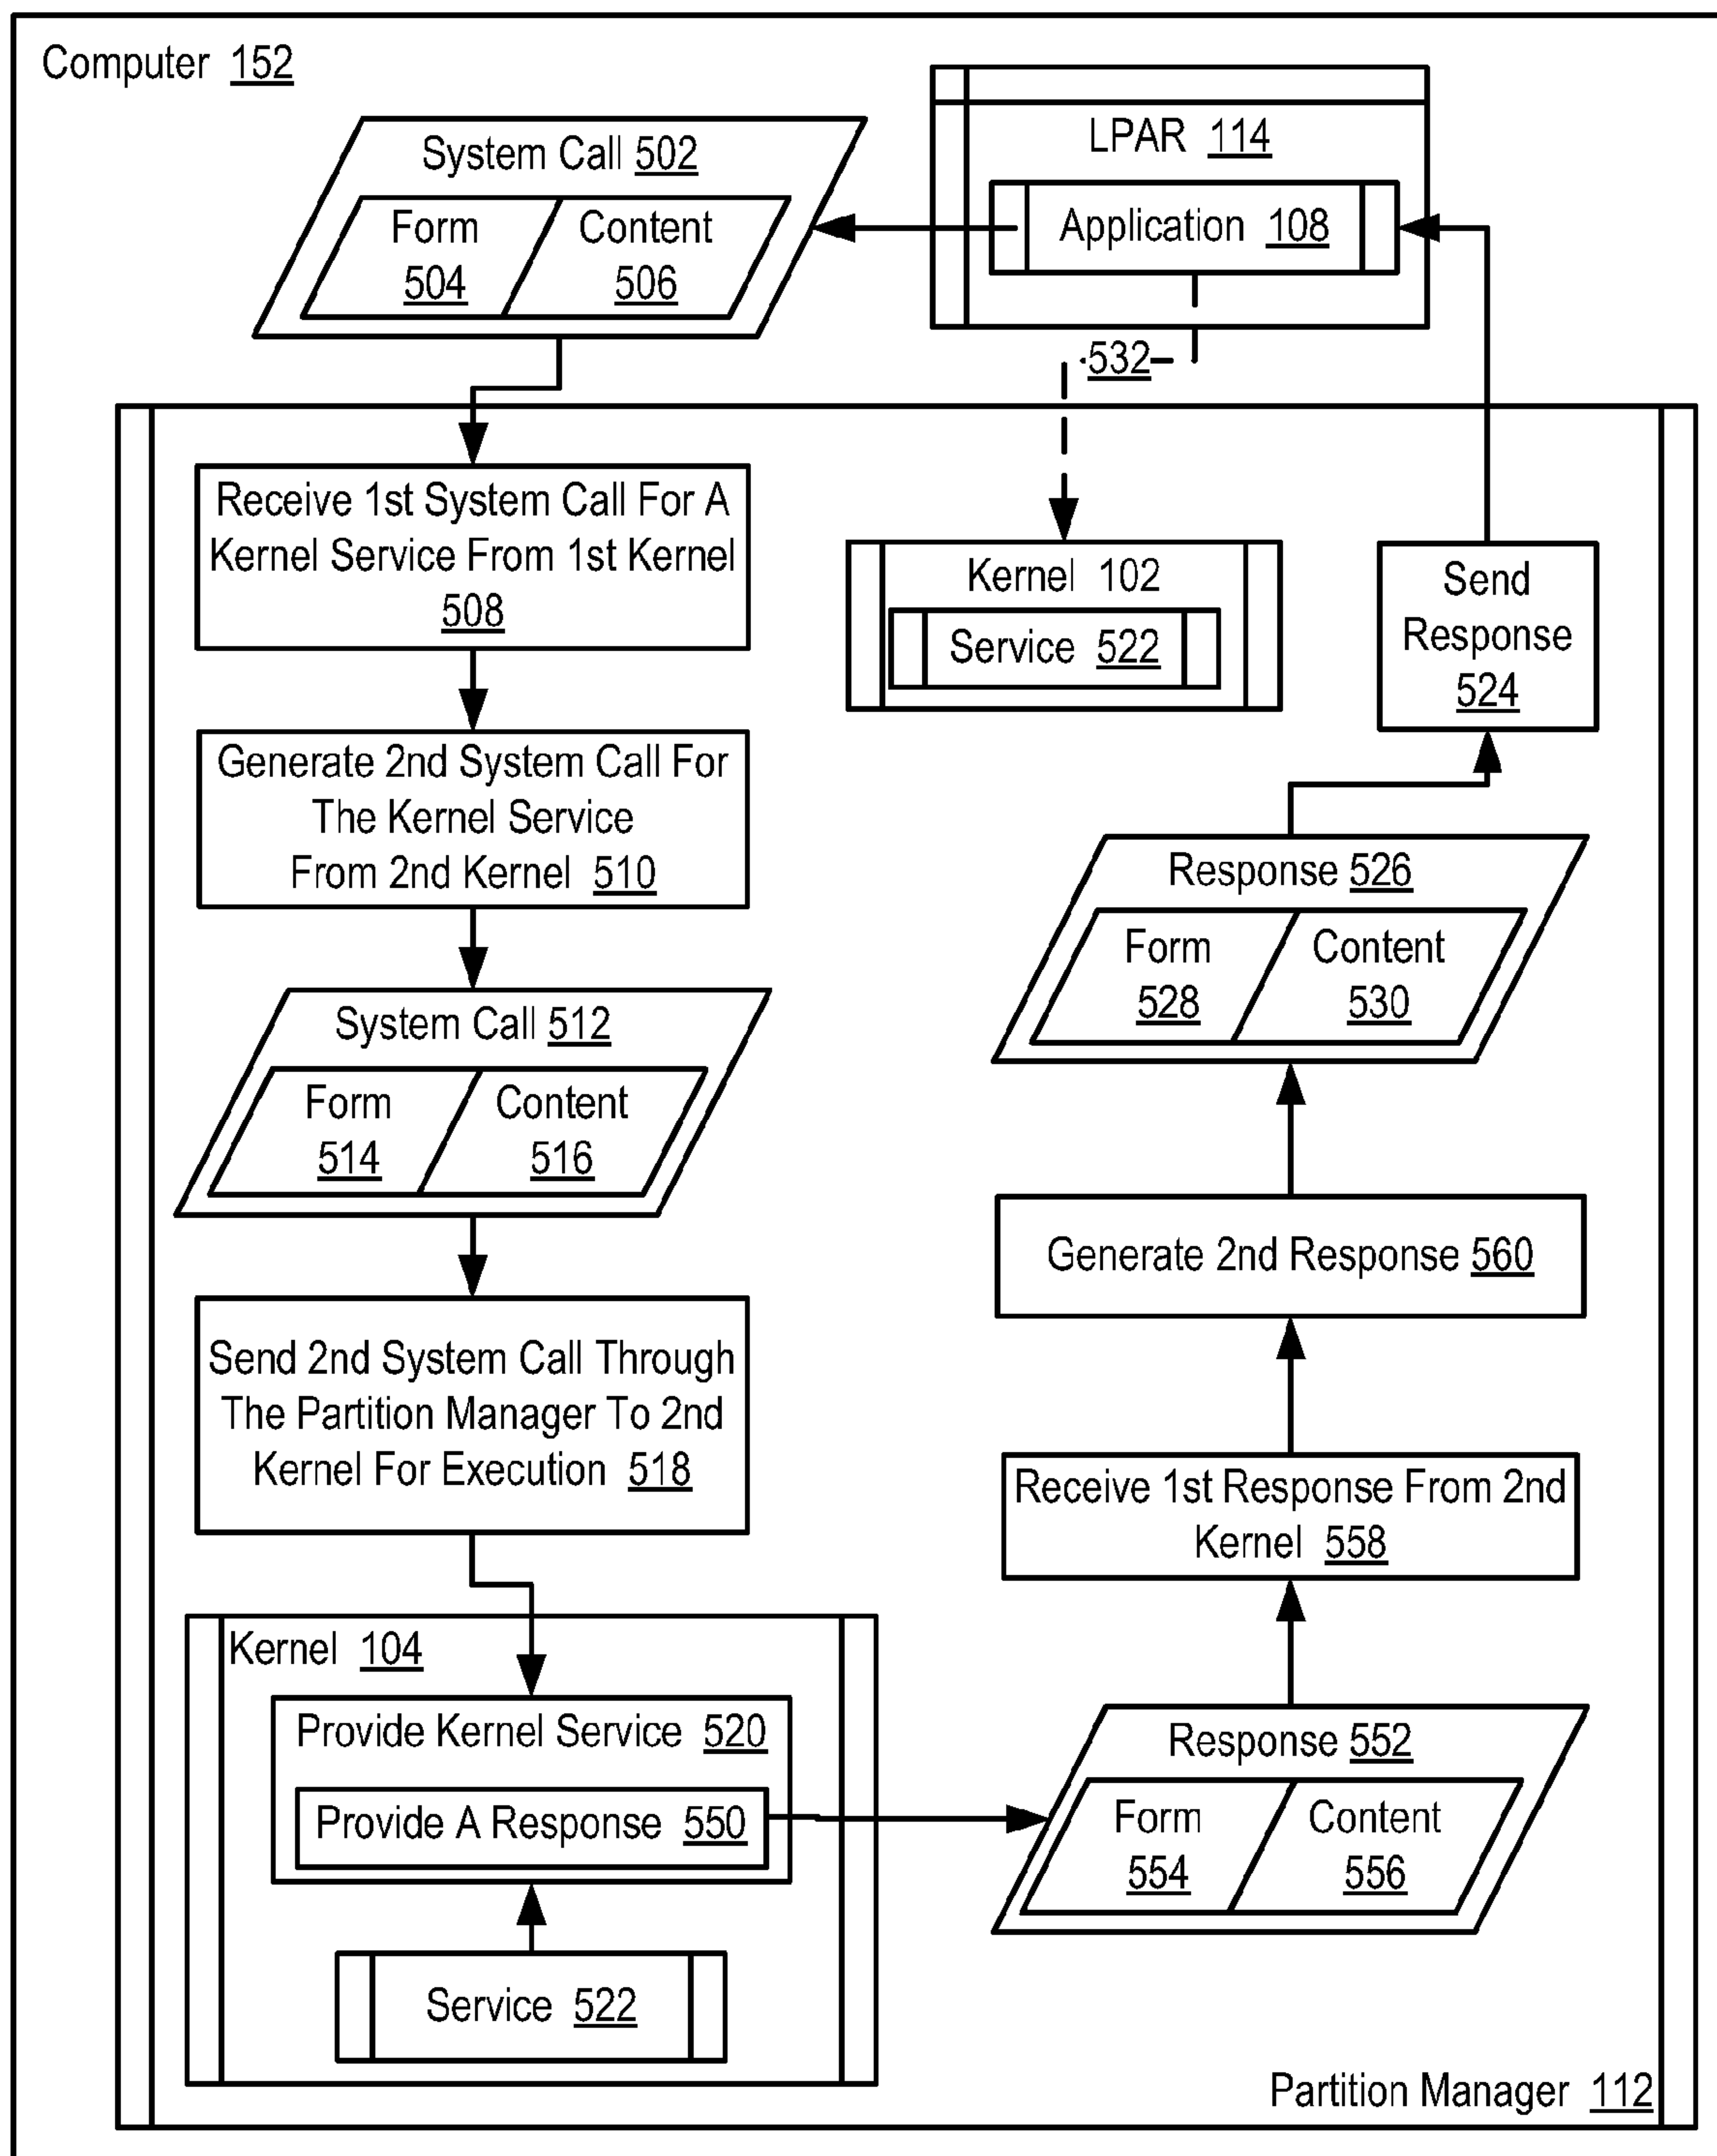 Computer 152
System Call 502
Form
504
Content
506
LPAR 114
Application 108
532
Receive 1st System Call For A
Kernel Service From 1st Kernel
508
Kernel 102
Service 522
Send
Response
524
Generate 2nd System Call For
The Kernel Service
From 2nd Kernel 510
Response 526
Form
528
Content
530
System Call 512
Form
514
Content
516
Generate 2nd Response 560
Send 2nd System Call Through
The Partition Manager To 2nd
Kernel For Execution 518
Receive 1st Response From 2nd
Kernel 558
Kernel 104
Provide Kernel Service 520
Provide A Response 550
Response 552
Form
554
Content
556
Service 522
Partition Manager 112